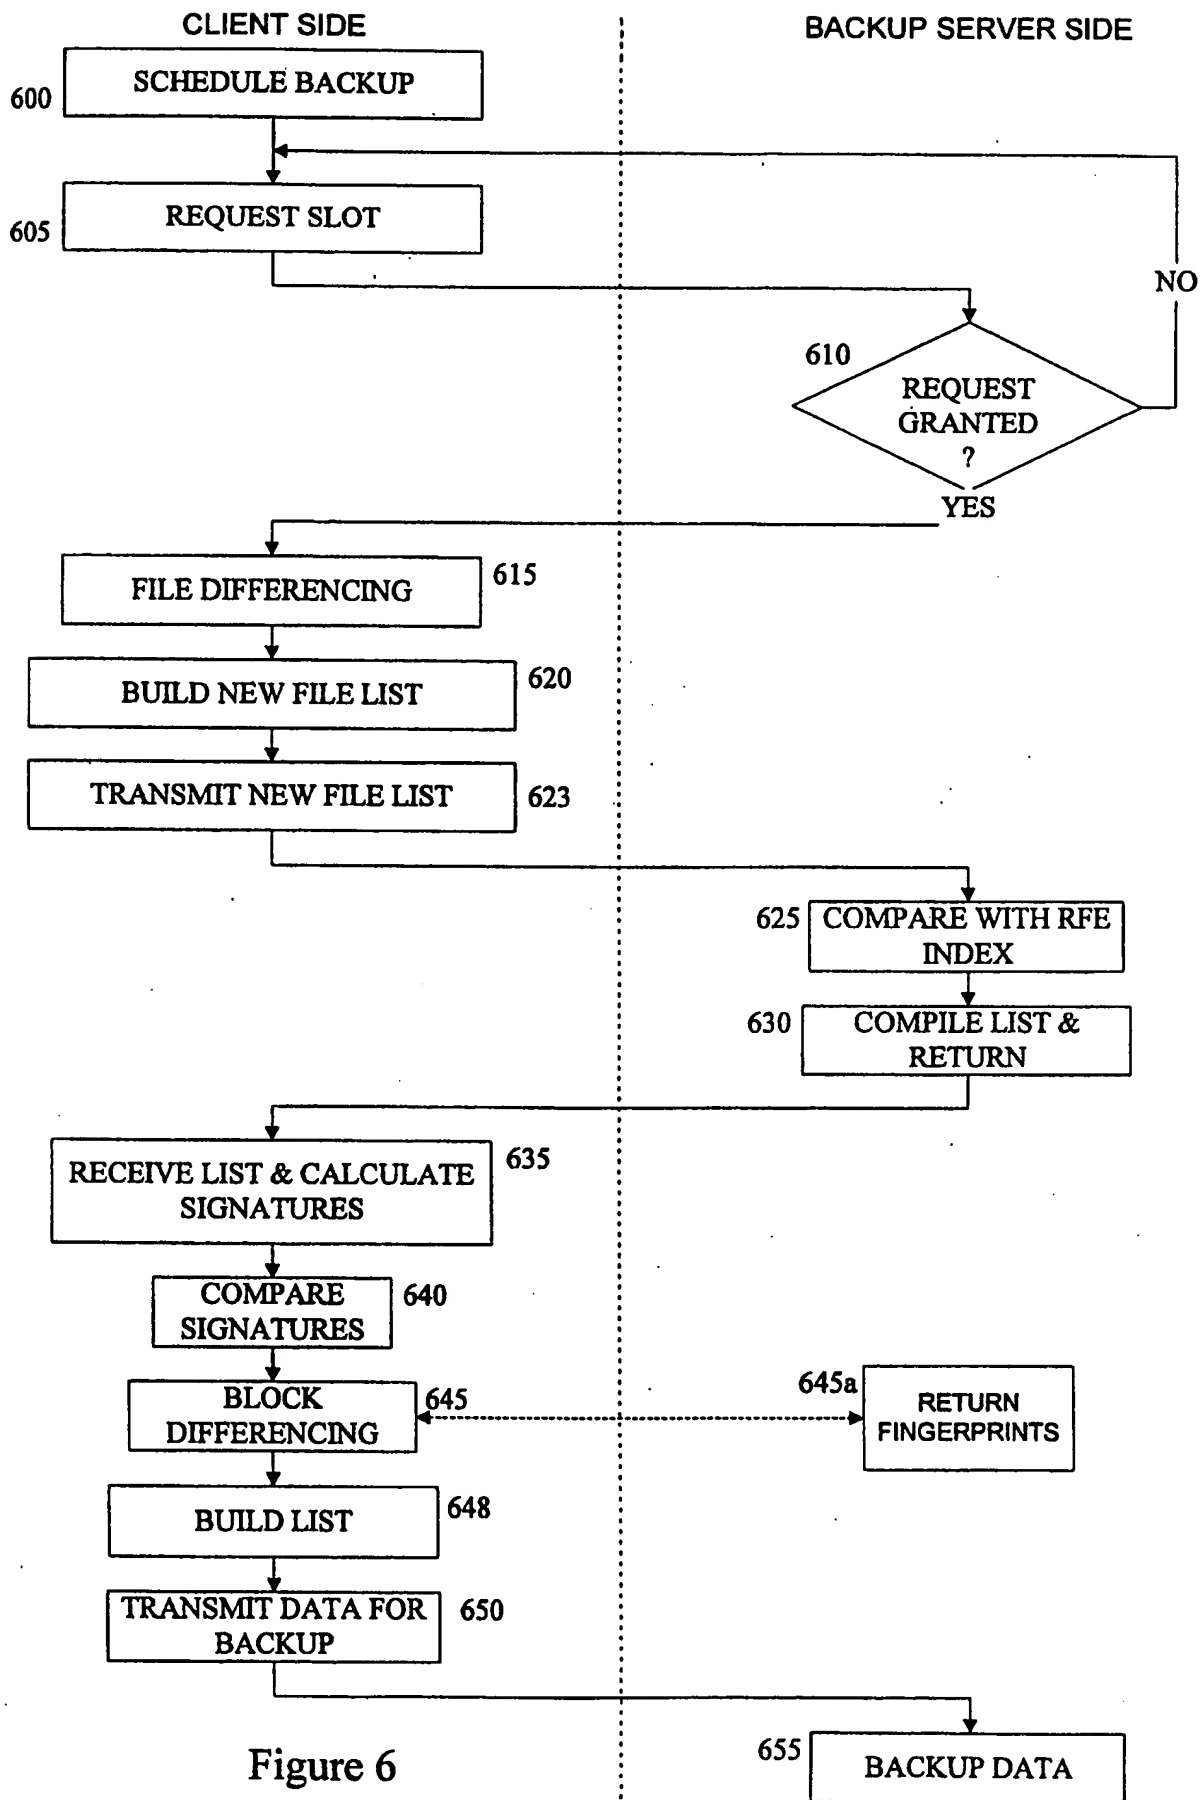 CLIENT SIDE
BACKUP SERVER SIDE
SCHEDULE BACKUP
600
REQUEST SLOT
605
NO
610
REQUEST
GRANTED
?
YES
FILE DIFFERENCING
615
BUILD NEW FILE LIST
620
TRANSMIT NEW FILE LIST
623
625
COMPARE WITH RFE
INDEX
630
COMPILE LIST &
RETURN
RECEIVE LIST & CALCULATE
SIGNATURES
635
COMPARE
SIGNATURES
640
BLOCK
DIFFERENCING
645
645a
RETURN
FINGERPRINTS
BUILD LIST
648
TRANSMIT DATA FOR
BACKUP
650
655
BACKUP DATA
Figure 6